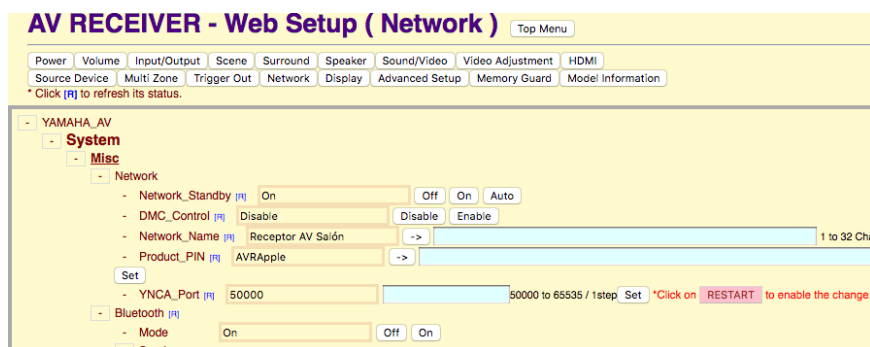 AV RECEIVER - Web Setup ( Network ) Top Menu
Power Volume Input/Output Scene Surround Speaker Sound/Video Video Adjustment HDMI
Source Device Multi Zone Trigger Out Network Display Advanced Setup Memory Guard Model Information
* Click [R] to refresh its status.
- YAMAHA_AV
- System
- Misc
- Network
- Network_Standby [R] On Off On Auto
- DMC_Control [R] Disable Disable Enable
- Network_Name [R] Receptor AV Salón -> 1 to 32 Cha
- Product_PIN [R] AVRApple ->
Set
- YNCA_Port [R] 50000 50000 to 65535 / 1step Set *Click on RESTART to enable the change.
- Bluetooth [R]
- Mode On Off On